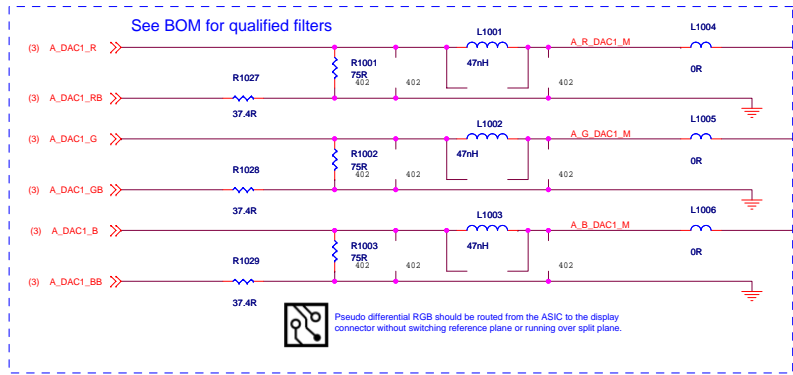 See BOM for qualified filters
L1001
L1004
(3) A_DAC1_R
A_R_DAC1_M
R1001
75R
47nH
0R
R1027
402
402
402
(3) A_DAC1_RB
37.4R
L1002
L1005
(3) A_DAC1_G
A_G_DAC1_M
R1002
75R
47nH
0R
R1028
402
402
402
(3) A_DAC1_GB
37.4R
L1003
L1006
(3) A_DAC1_B
A_B_DAC1_M
R1003
75R
47nH
0R
R1029
402
402
402
(3) A_DAC1_BB
37.4R
Pseudo differential RGB should be routed from the ASIC to the display
connector without switching reference plane or running over split plane.